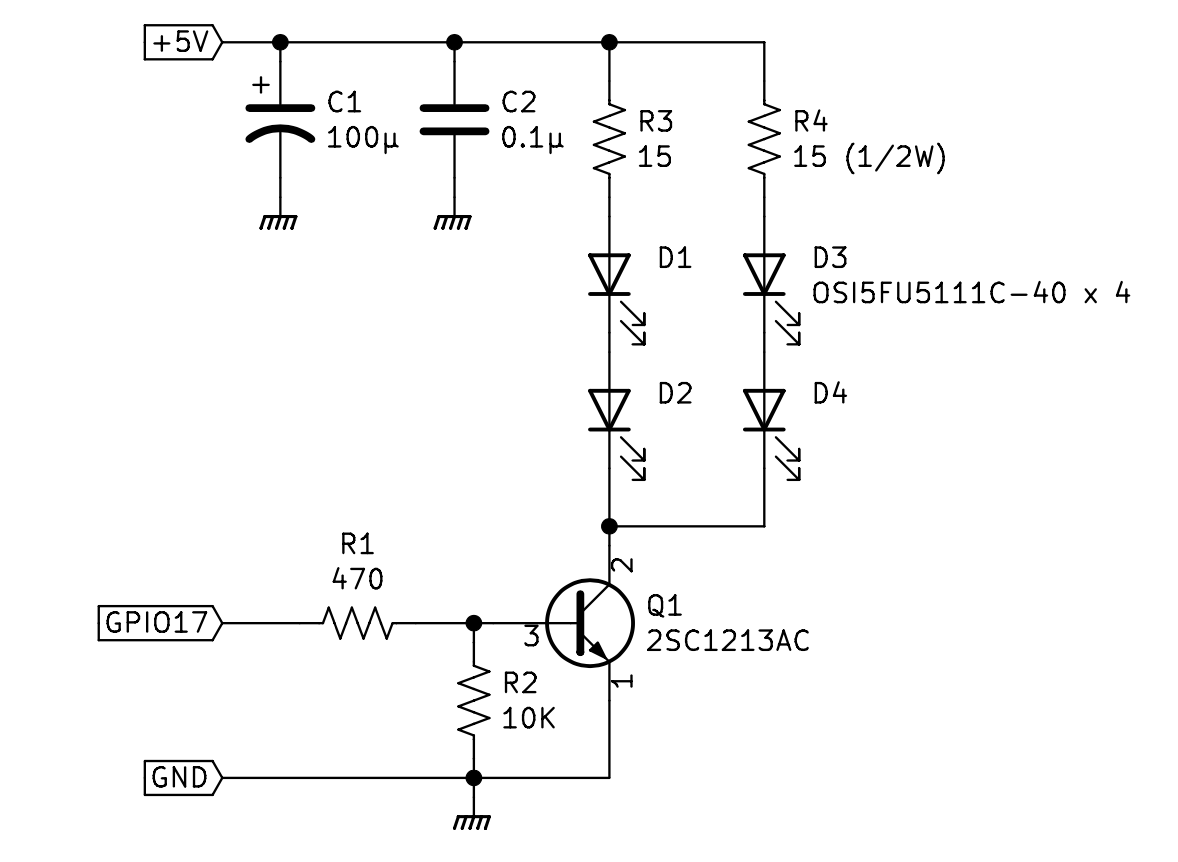 +5V
+
C1
100µ
C2
0.1µ
R3
15
R4
15 (1/2W)
D1
D3
OSI5FU5111C-40 x 4
D2
D4
R1
470
2
GPIO17
3
Q1
2SC1213AC
1
R2
10K
GND